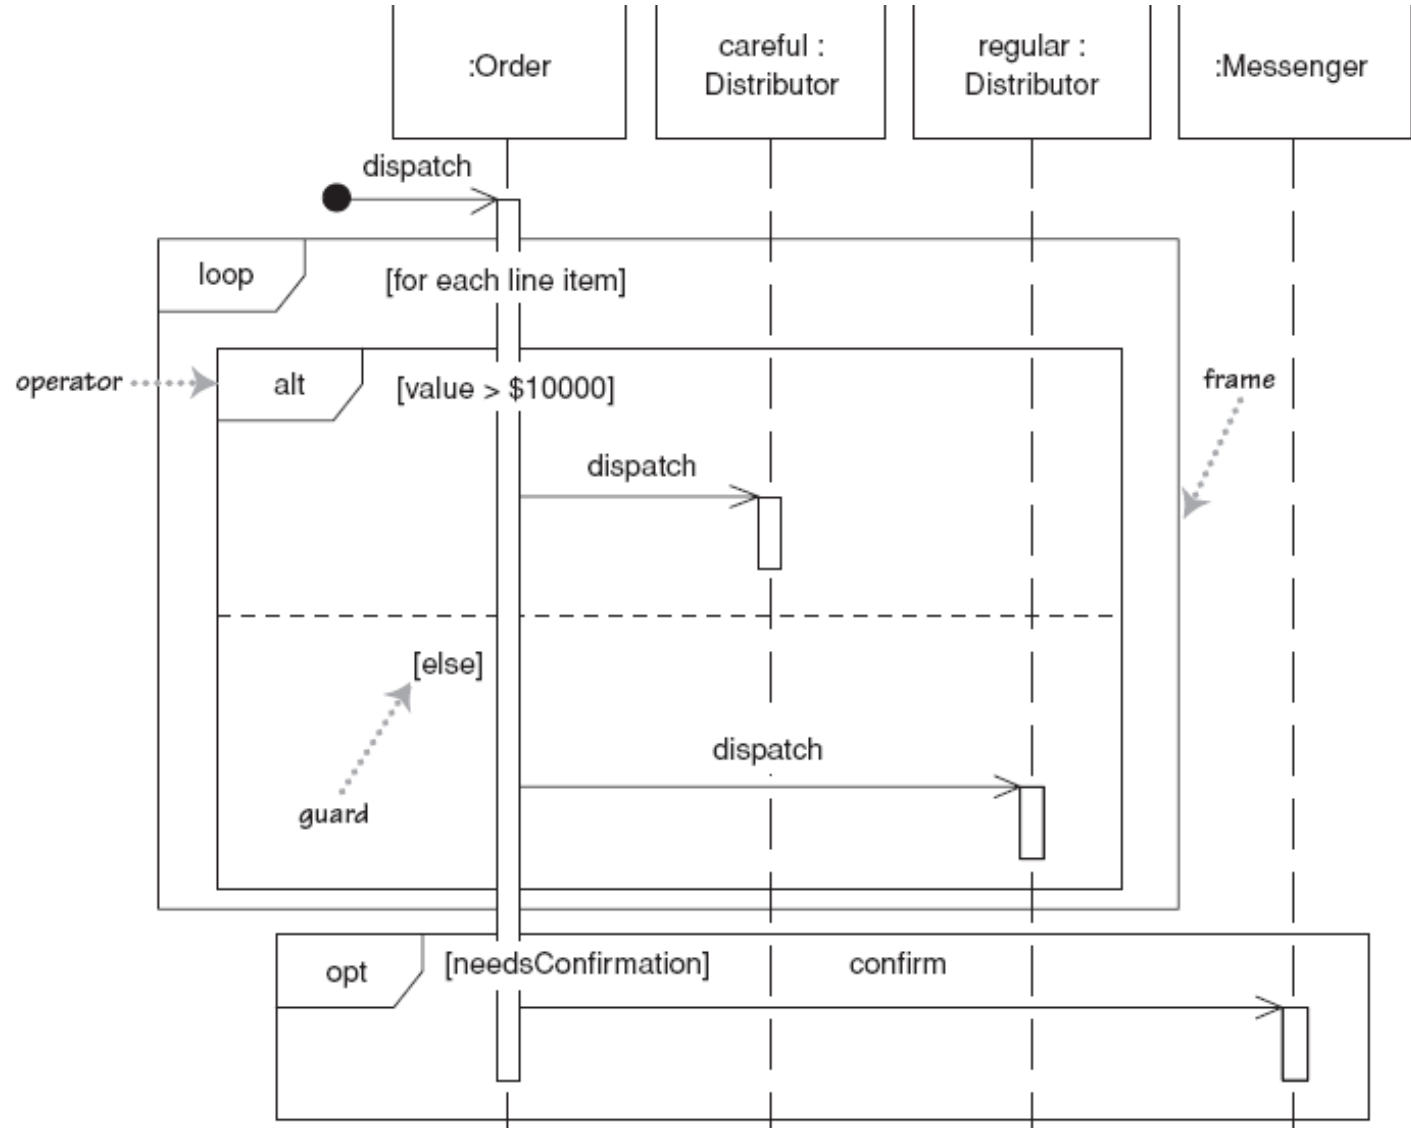 :Order
careful :
Distributor
regular :
Distributor
:Messenger
dispatch
loop
[for each line item]
operator
alt
[value > $10000]
frame
dispatch
[else]
dispatch
guard
opt
[needsConfirmation]
confirm